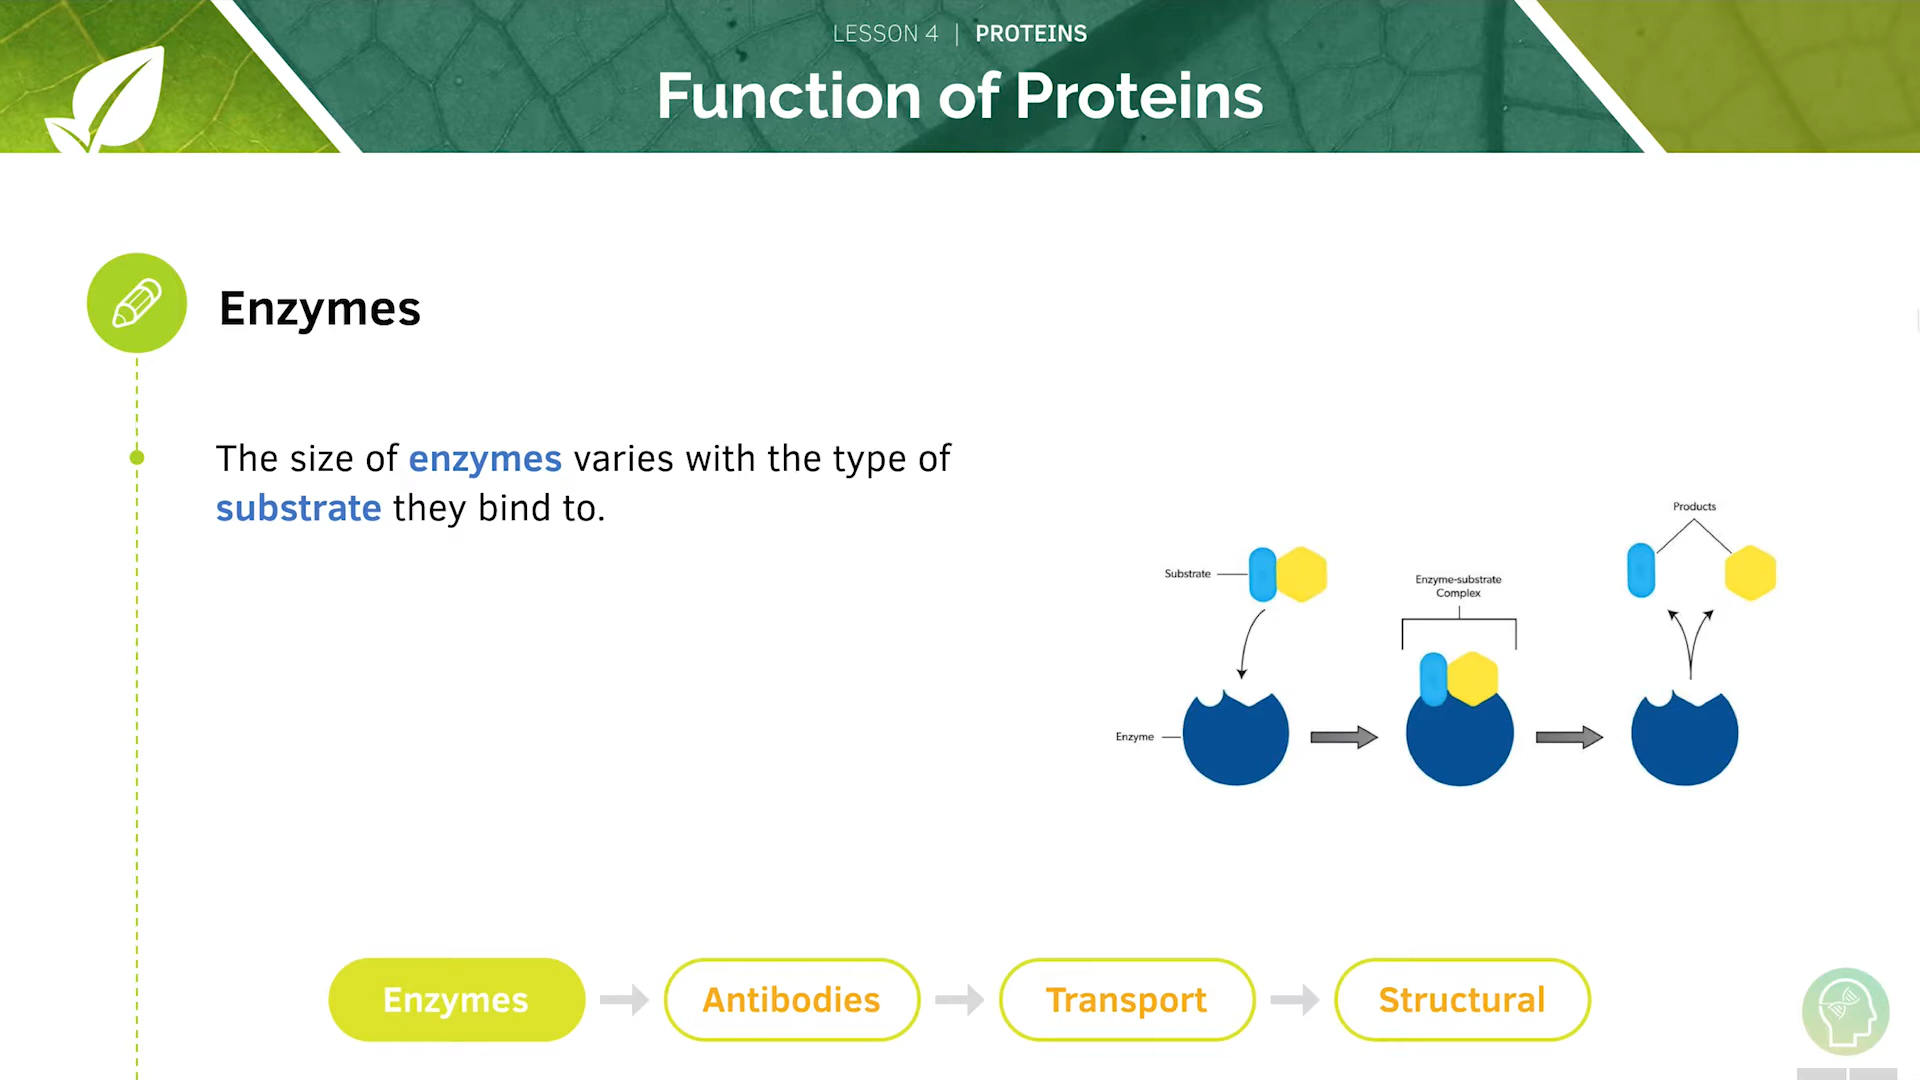 LESSON 4 | PROTEINS
Function of Proteins
Enzymes
The size of enzymes varies with the type of
substrate they bind to.
Products
Substrate
Enzyme-substrate
Complex
Enzyme
Enzymes
Antibodies
Transport
Structural